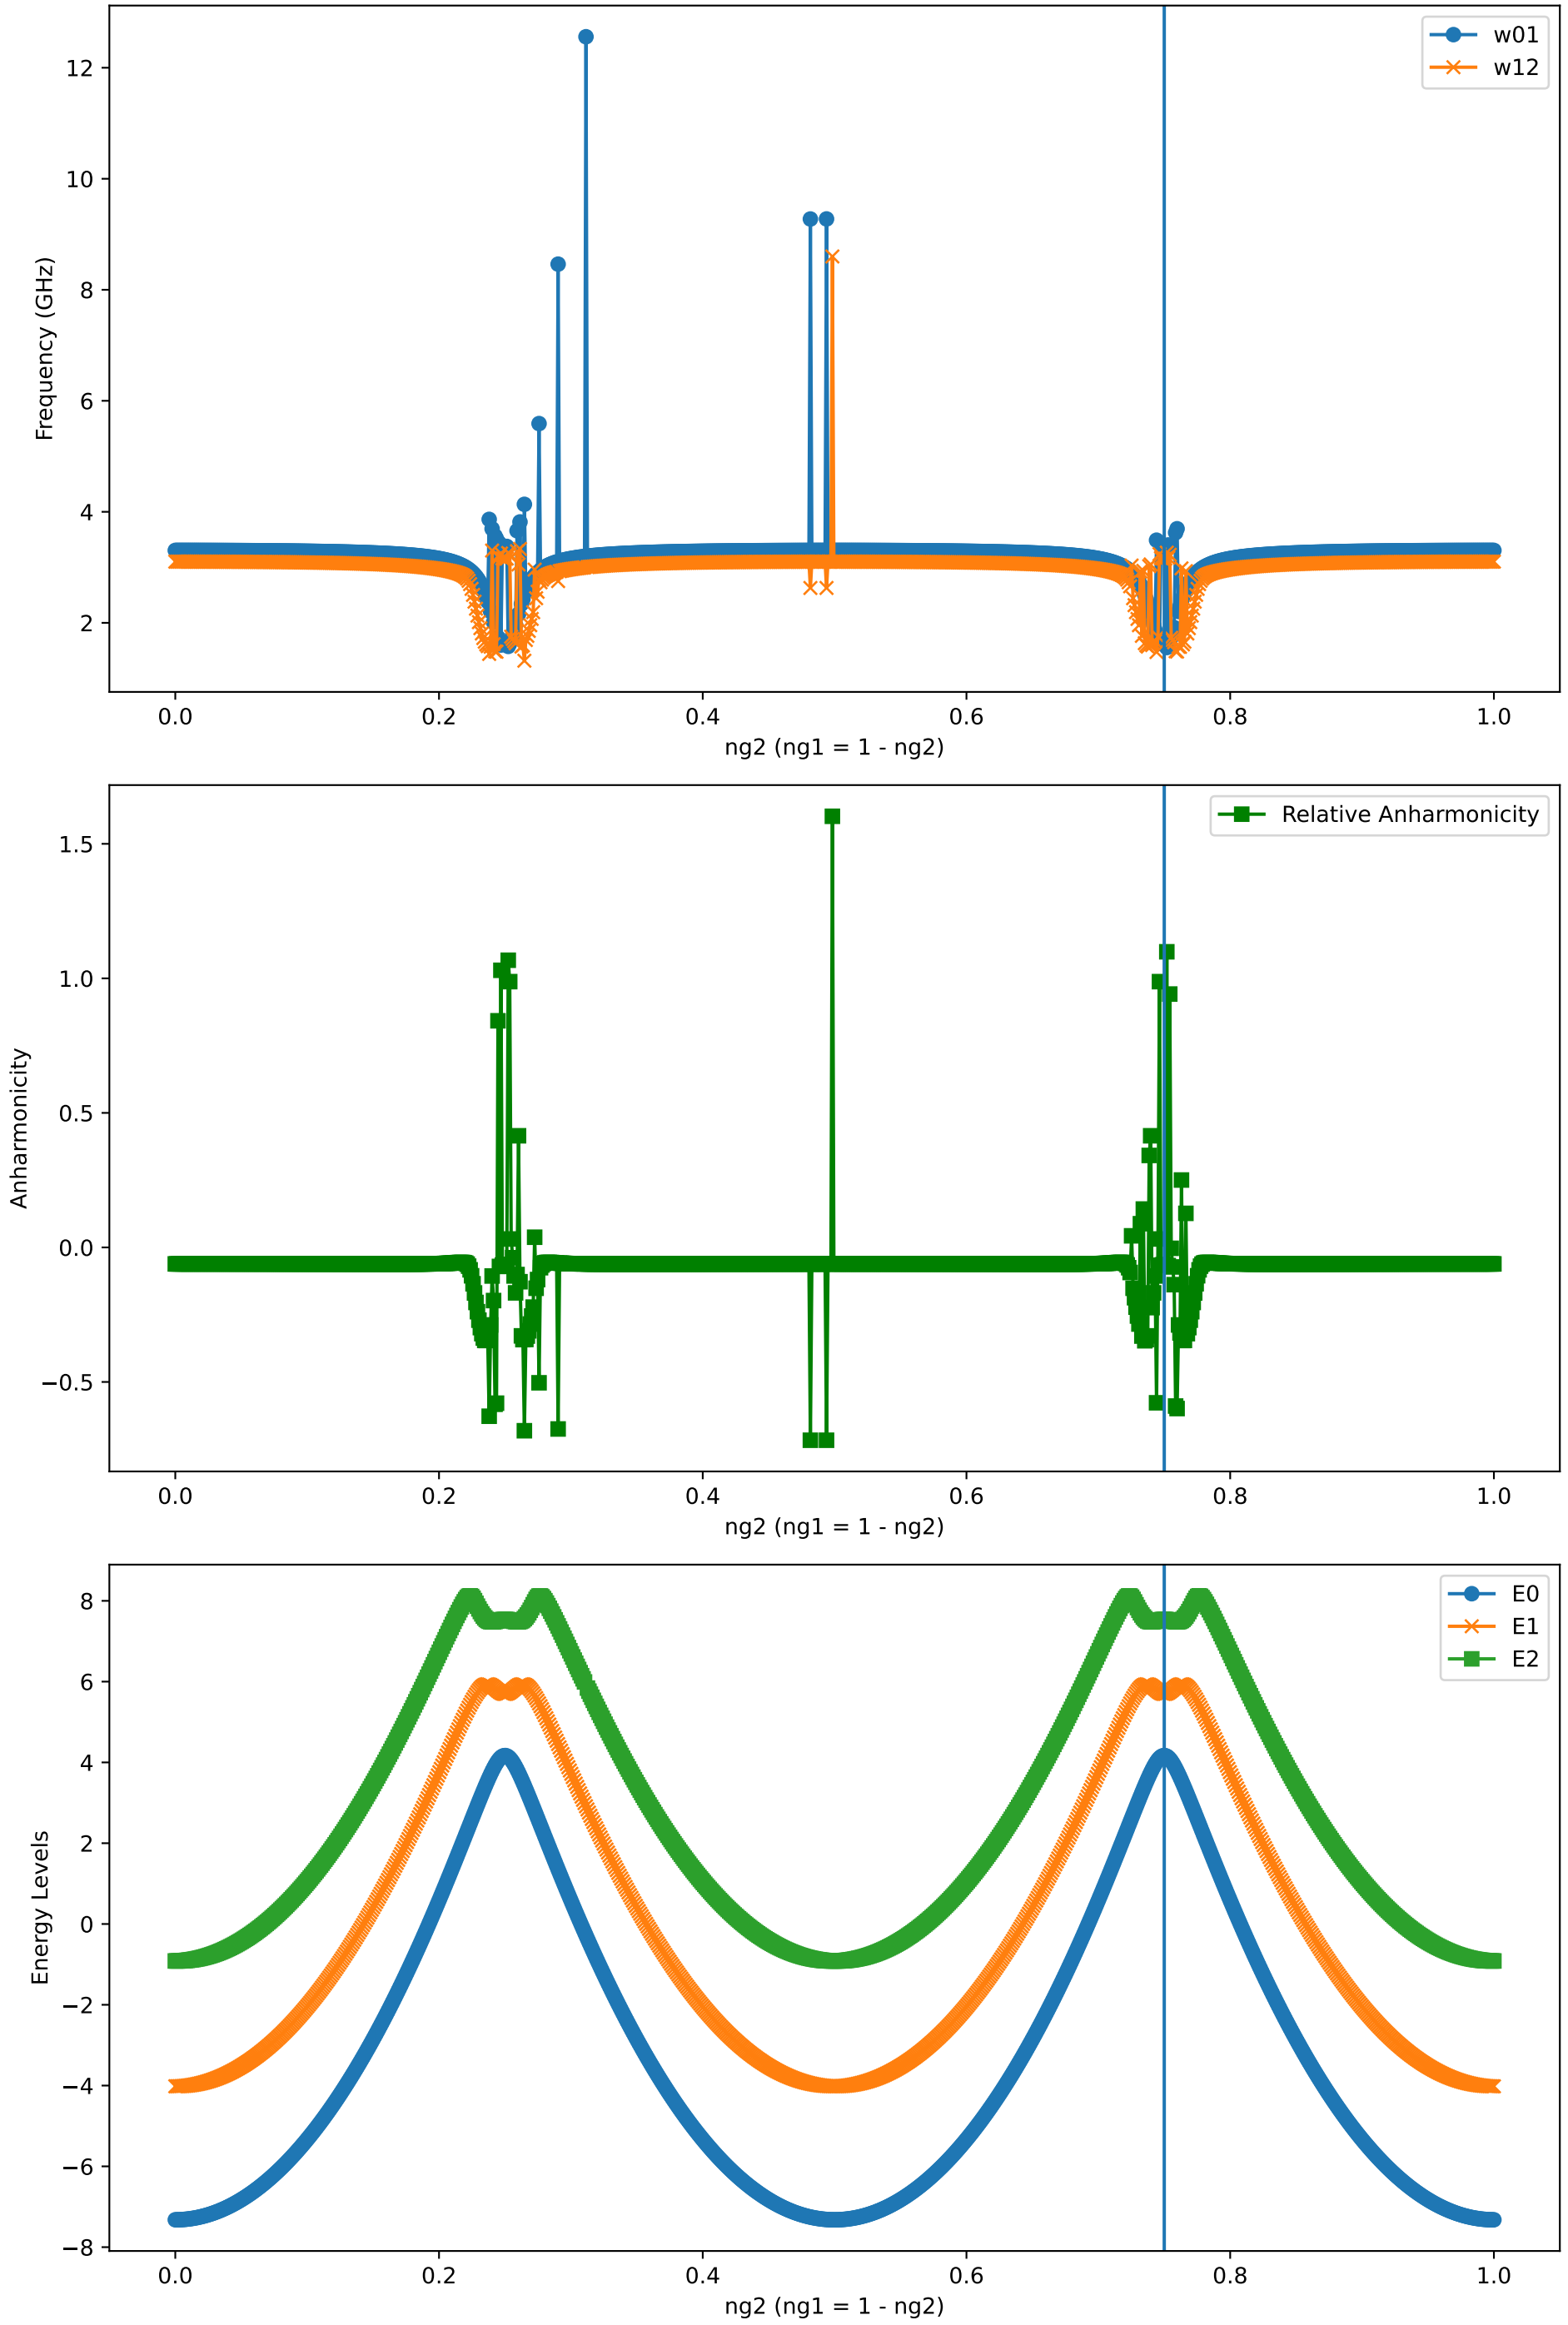 12
10
8
6
4
2
Frequency (GHz)
w01
w12
0.0 0.2 0.4 0.6 0.8 1.0
ng2 (ng1 = 1 - ng2)
1.5
1.0
0.5
0.0
−0.5
Anharmonicity
Relative Anharmonicity
0.0 0.2 0.4 0.6 0.8 1.0
ng2 (ng1 = 1 - ng2)
8
6
4
2
0
−2
−4
−6
−8
Energy Levels
E0
E1
E2
0.0 0.2 0.4 0.6 0.8 1.0
ng2 (ng1 = 1 - ng2)